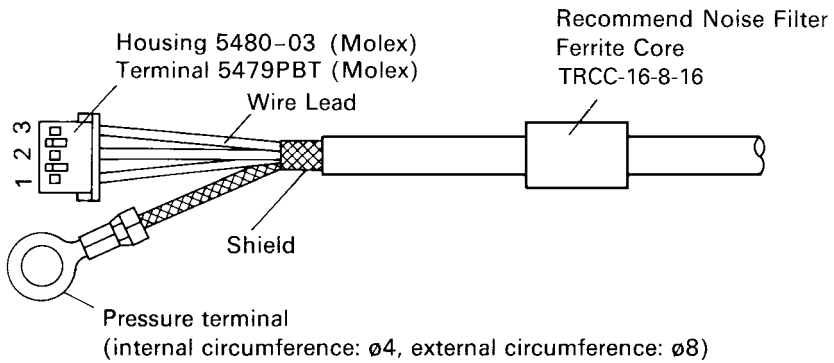 Recommend Noise Filter
Ferrite Core
TRCC-16-8-16
Housing 5480-03 (Molex)
Terminal 5479PBT (Molex)
Wire Lead
3
2
1
Shield
Pressure terminal
(internal circumference: ø4, external circumference: ø8)